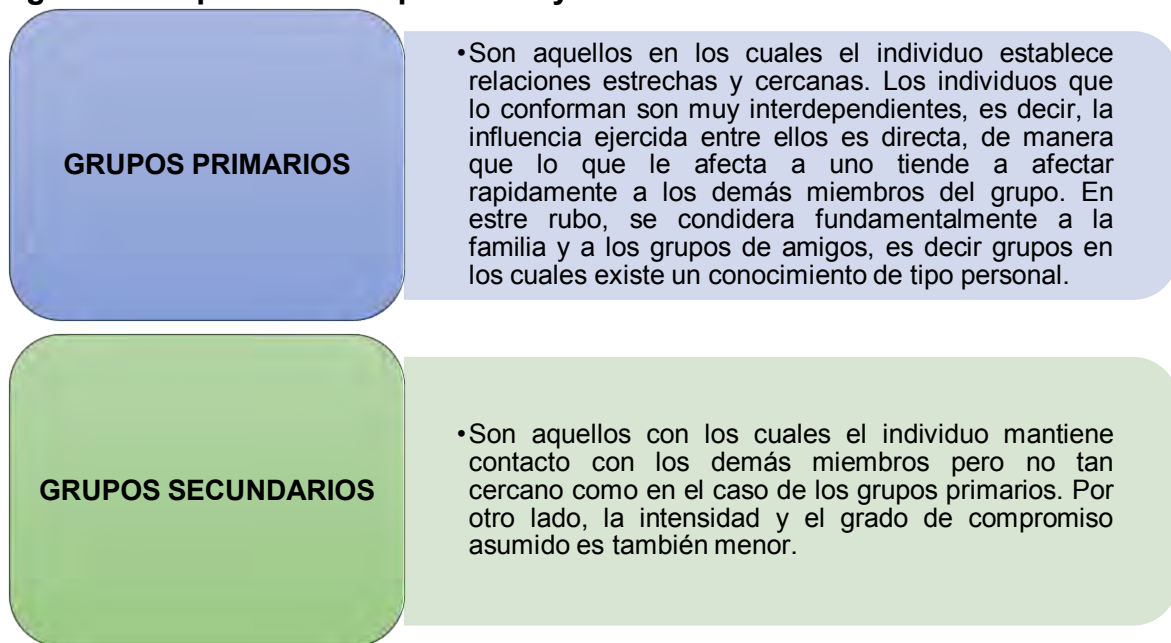 GRUPOS PRIMARIOS
•Son aquellos en los cuales el individuo establece
relaciones estrechas y cercanas. Los individuos que
lo conforman son muy interdependientes, es decir, la
influencia ejercida entre ellos es directa, de manera
que lo que le afecta a uno tiende a afectar
rapidamente a los demás miembros del grupo. En
estre rubo, se condidera fundamentalmente a la
familia y a los grupos de amigos, es decir grupos en
los cuales existe un conocimiento de tipo personal.
GRUPOS SECUNDARIOS
•Son aquellos con los cuales el individuo mantiene
contacto con los demás miembros pero no tan
cercano como en el caso de los grupos primarios. Por
otro lado, la intensidad y el grado de compromiso
asumido es también menor.